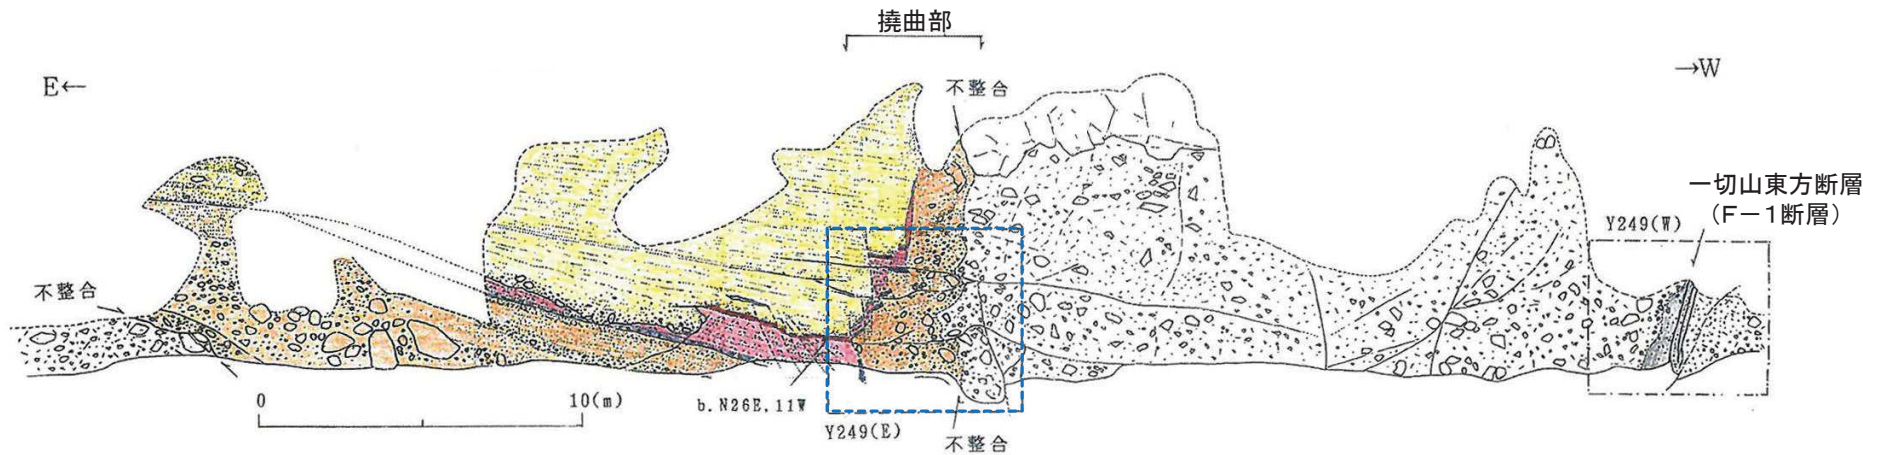 撓曲部
E←
→W
不整合
一切山東方断層
(F－1断層)
Y249(W)
不整合
0 10(m)
b.N26E,11W
Y249(E)
不整合